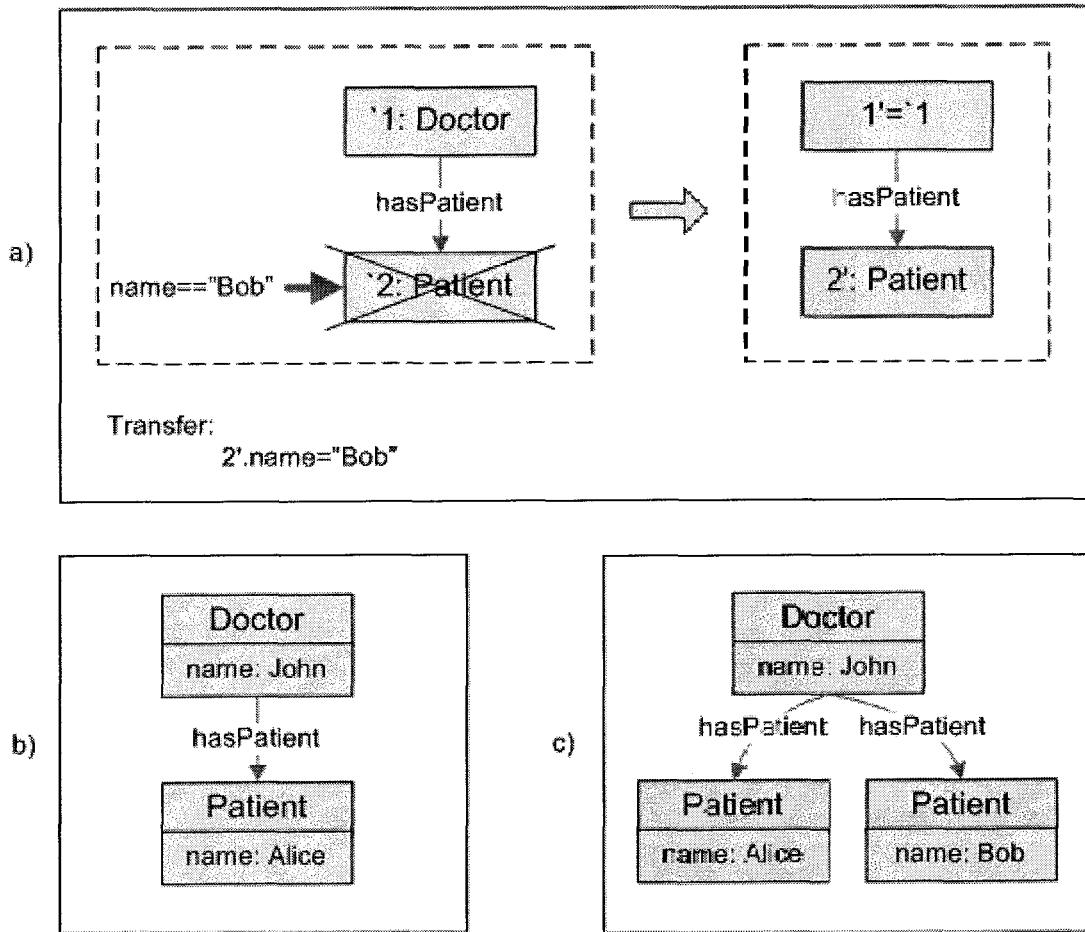 a)
`1: Doctor
hasPatient
name=="Bob"
`2: Patient
1'=`1
hasPatient
2': Patient
Transfer:
2'.name="Bob"
b)
Doctor
name: John
hasPatient
Patient
name: Alice
c)
Doctor
name: John
hasPatient hasPatient
Patient Patient
name: Alice name: Bob